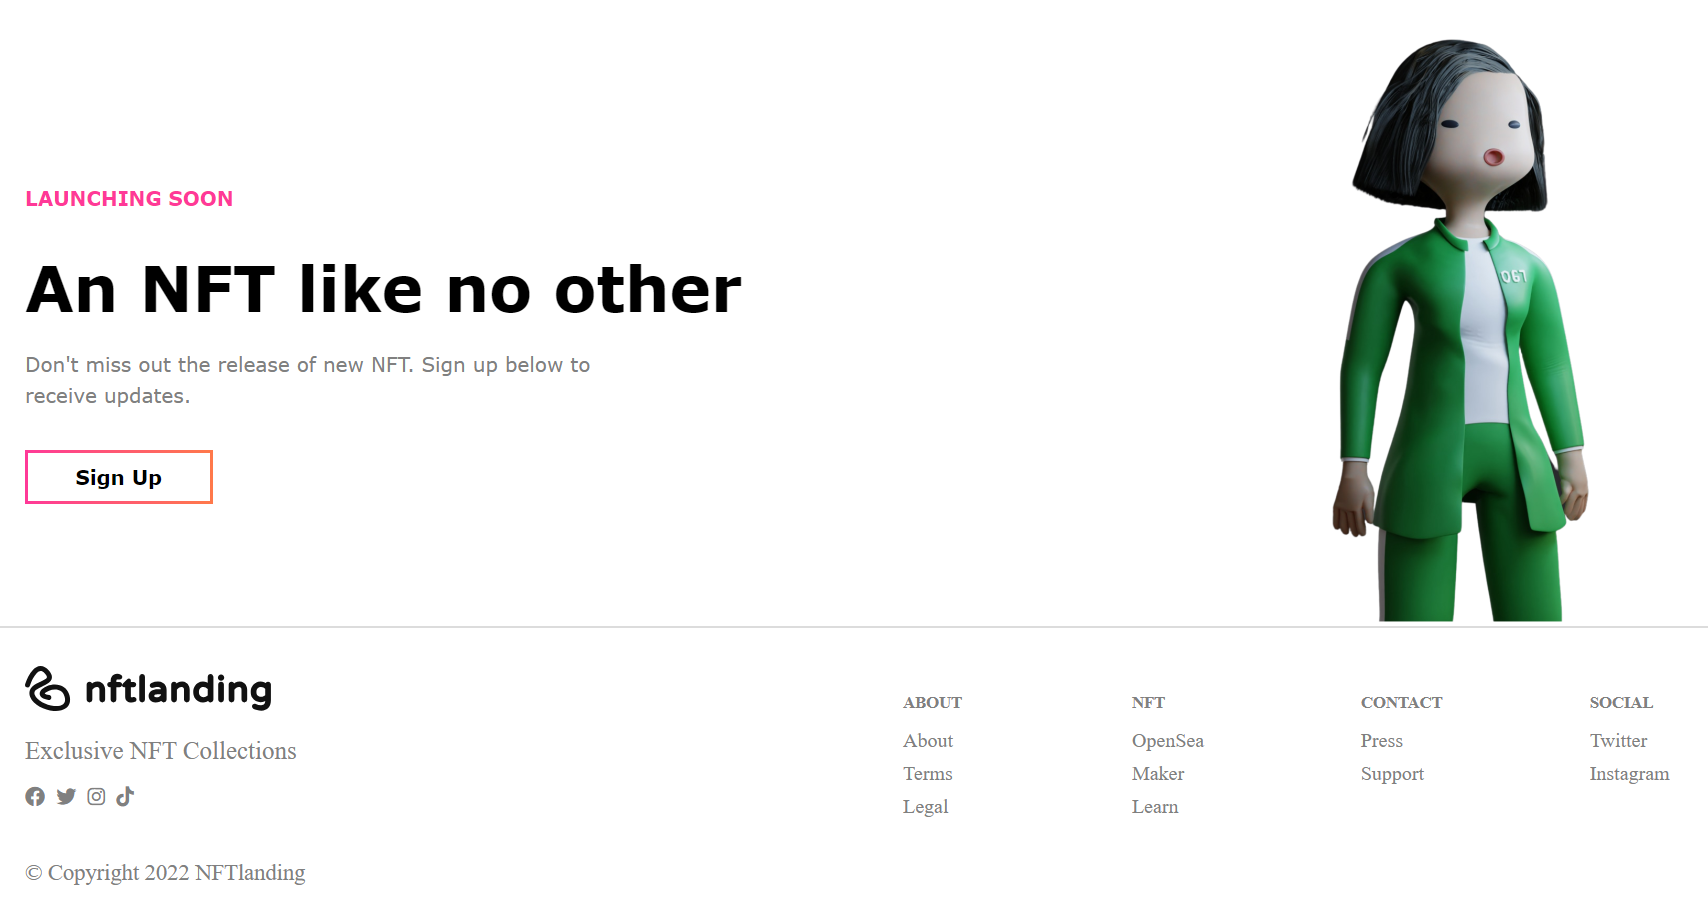 LAUNCHING SOON
An NFT like no other
Don't miss out the release of new NFT. Sign up below to
receive updates.
Sign Up
067
nftlanding
Exclusive NFT Collections
ABOUT
About
Terms
Legal
NFT
OpenSea
Maker
Learn
CONTACT
Press
Support
SOCIAL
Twitter
Instagram
© Copyright 2022 NFTlanding